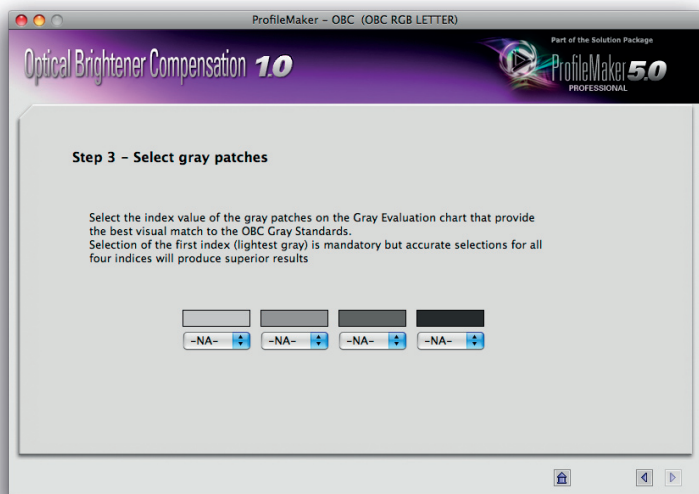 ProfileMaker - OBC (OBC RGB LETTER)
Part of the Solution Package
Optical Brightener Compensation 1.0
ProfileMaker 5.0
PROFESSIONAL
Step 3 - Select gray patches
Select the index value of the gray patches on the Gray Evaluation chart that provide
the best visual match to the OBC Gray Standards.
Selection of the first index (lightest gray) is mandatory but accurate selections for all
four indices will produce superior results
-NA- -NA- -NA- -NA-